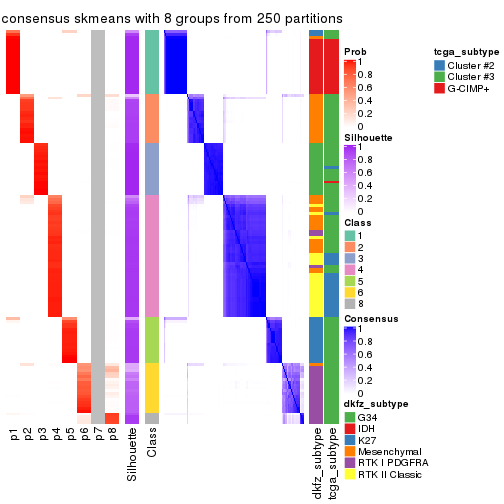 consensus skmeans with 8 groups from 250 partitions
Prob
1
0.8
0.6
0.4
0.2
0
Silhouette
1
0.8
0.6
0.4
0.2
0
Class
1
2
3
4
5
6
8
Consensus
1
0.8
0.6
0.4
0.2
0
dkfz_subtype
G34
IDH
K27
Mesenchymal
RTK I PDGFRA
RTK II Classic
tcga_subtype
Cluster #2
Cluster #3
G-CIMP+
p1
p2
p3
p4
p5
p6
p7
p8
Silhouette
Class
dkfz_subtype
tcga_subtype